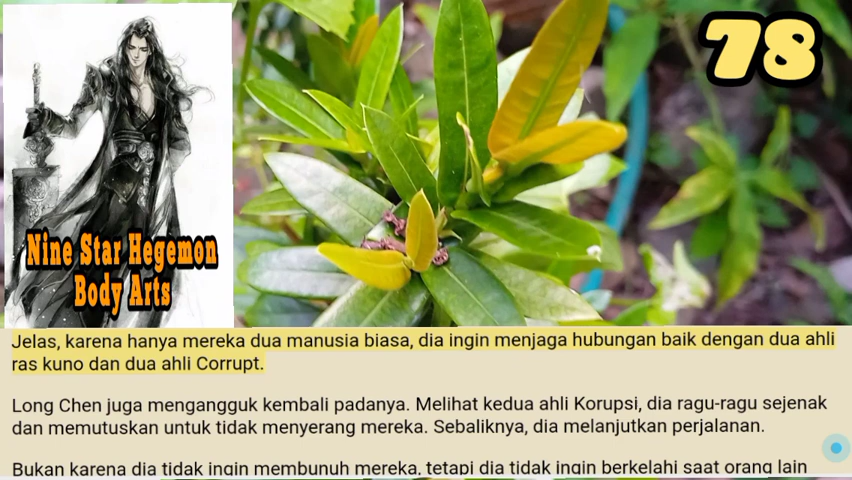 78
Nine Star Hegemon
Body Arts
Jelas, karena hanya mereka dua manusia biasa, dia ingin menjaga hubungan baik dengan dua ahli
ras kuno dan dua ahli Corrupt.
Long Chen juga mengangguk kembali padanya. Melihat kedua ahli Korupsi, dia ragu-ragu sejenak
dan memutuskan untuk tidak menyerang mereka. Sebaliknya, dia melanjutkan perjalanan.
Bukan karena dia tidak ingin membunuh mereka, tetapi dia tidak ingin berkelahi saat orang lain